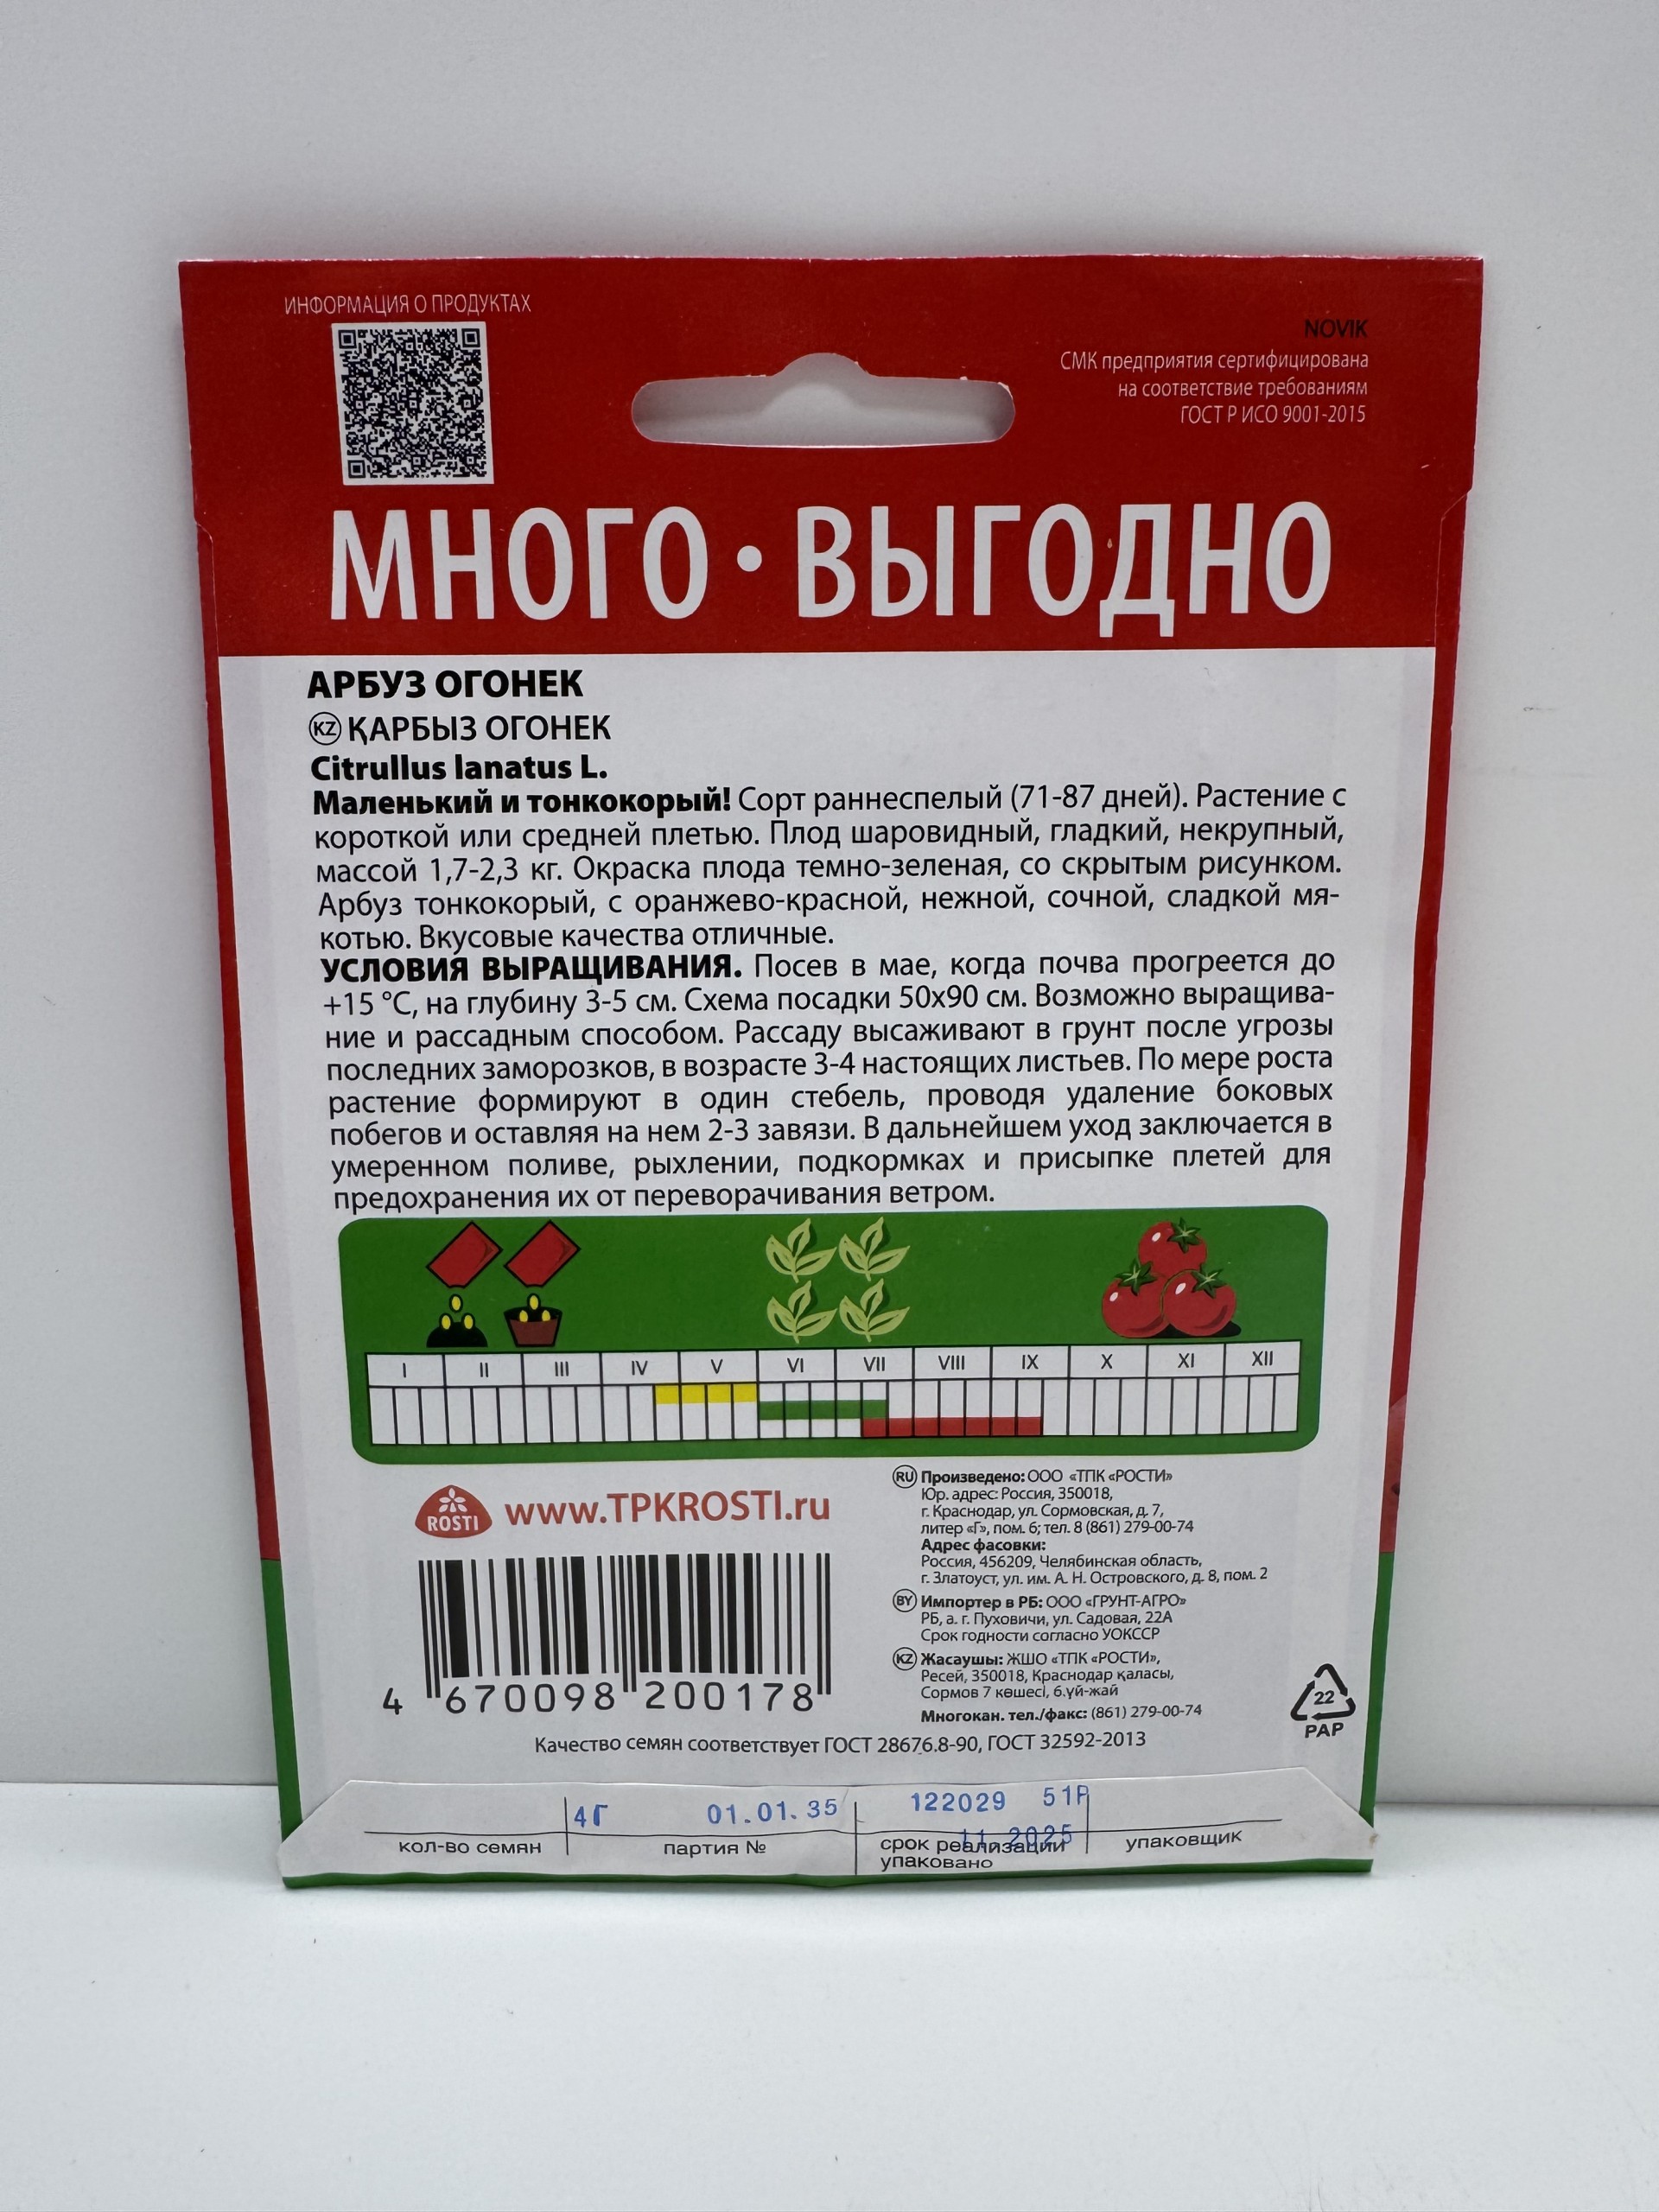 ИНФОРМАЦИЯ О ПРОДУКТАХ
NOVIK
СМК предприятия сертифицирована
на соответствие требованиям
ГОСТ Р ИСО 9001-2015
МНОГО • ВЫГОДНО
АРБУЗ ОГОНЕК
KZ ҚАРБЫЗ ОГОНЕК
Citrullus lanatus L.
Маленький и тонкокорый! Сорт раннеспелый (71-87 дней). Растение с
короткой или средней плетью. Плод шаровидный, гладкий, некрупный,
массой 1,7-2,3 кг. Окраска плода темно-зеленая, со скрытым рисунком.
Арбуз тонкокорый, с оранжево-красной, нежной, сочной, сладкой мя-
котью. Вкусовые качества отличные.
УСЛОВИЯ ВЫРАЩИВАНИЯ. Посев в мае, когда почва прогреется до
+15 °С, на глубину 3-5 см. Схема посадки 50х90 см. Возможно выращива-
ние и рассадным способом. Рассаду высаживают в грунт после угрозы
последних заморозков, в возрасте 3-4 настоящих листьев. По мере роста
растение формируют в один стебель, проводя удаление боковых
побегов и оставляя на нем 2-3 завязи. В дальнейшем уход заключается в
умеренном поливе, рыхлении, подкормках и присыпке плетей для
предохранения их от переворачивания ветром.
I II III IV V VI VII VIII IX X XI XII
ROSTI www.TPKROSTI.ru
RU Произведено: ООО «ТПК «РОСТИ»
Юр. адрес: Россия, 350018,
г. Краснодар, ул. Сормовская, д. 7,
литер «Г», пом. 6; тел. 8 (861) 279-00-74
Адрес фасовки:
Россия, 456209, Челябинская область,
г. Златоуст, ул. им. А. Н. Островского, д. 8, пом. 2
BY Импортер в РБ: ООО «ГРУНТ-АГРО»
РБ, а. г. Пуховичи, ул. Садовая, 22А
Срок годности согласно УОКССР
KZ Жасаушы: ЖШО «ТПК «РОСТИ»,
Ресей, 350018, Краснодар қаласы,
Сормов 7 көшесі, 6.үй-жай
Многокан. тел./факс: (861) 279-00-74
4 670098 200178
22
PAP
Качество семян соответствует ГОСТ 28676.8-90, ГОСТ 32592-2013
4Г 01.01.35 122029 51Р
11.2025
кол-во семян партия № срок реализации упаковщик
упаковано